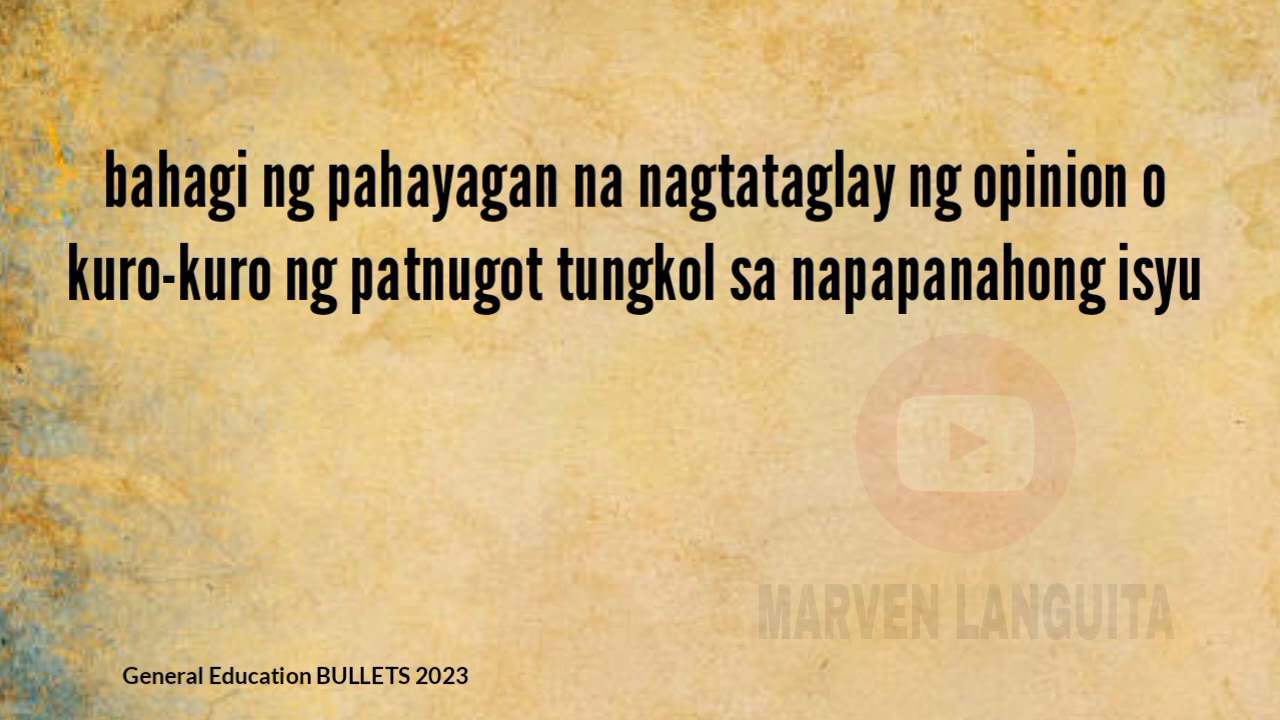 bahagi ng pahayagan na nagtataglay ng opinion o
kuro-kuro ng patnugot tungkol sa napapanahong isyu
MARVEN LANGUITA
General Education BULLETS 2023